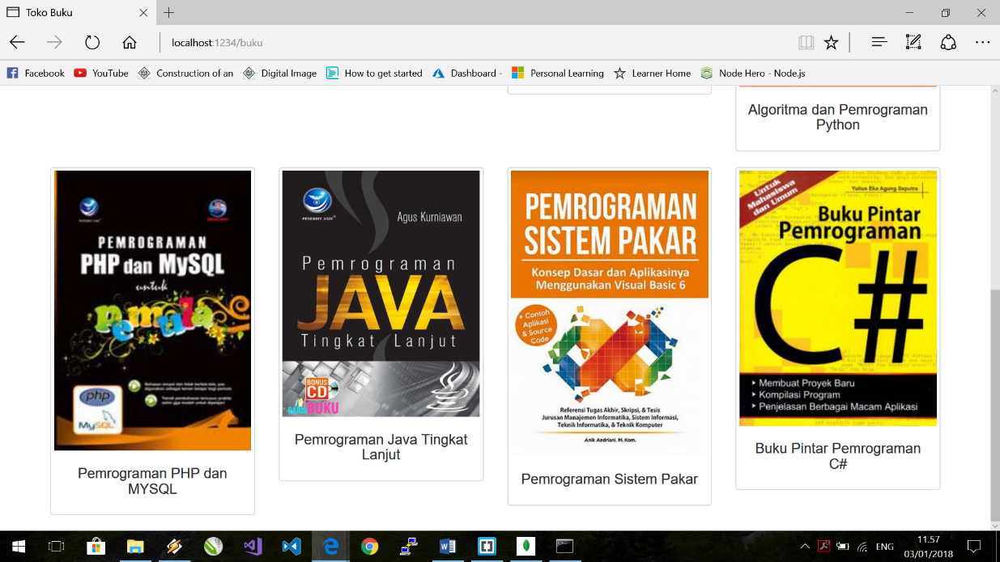 Toko Buku
localhost:1234/buku
Facebook
YouTube
Construction of an
Digital Image
How to get started
Dashboard -
Personal Learning
Learner Home
Node Hero - Node.js
Algoritma dan Pemrograman
Python
PEMROGRAMAN
PHP dan MySQL
untuk
pemula
php
MySQL
Pemrograman PHP dan
MYSQL
PENERBIT ANDI
Agus Kurniawan
Pemrograman
JAVA
Tingkat Lanjut
BONUS
CD
GARIS
BUKU
Java
Pemrograman Java Tingkat
Lanjut
PEMROGRAMAN
SISTEM PAKAR
Konsep Dasar dan Aplikasinya
Menggunakan Visual Basic 6
+ Contoh
Aplikasi
& Source
Code
Referensi Tugas Akhir, Skripsi, & Tesis
Jurusan Manajemen Informatika, Sistem Informasi,
Teknik Informatika, & Teknik Komputer
Anik Andriani, M. Kom.
Pemrograman Sistem Pakar
Untuk
Mahasiswa
dan Umum
Yulius Eka Agung Seputra
Buku Pintar
Pemrograman
C#
Membuat Proyek Baru
Kompilasi Program
Penjelasan Berbagai Macam Aplikasi
Buku Pintar Pemrograman
C#
ENG
11.57
03/01/2018